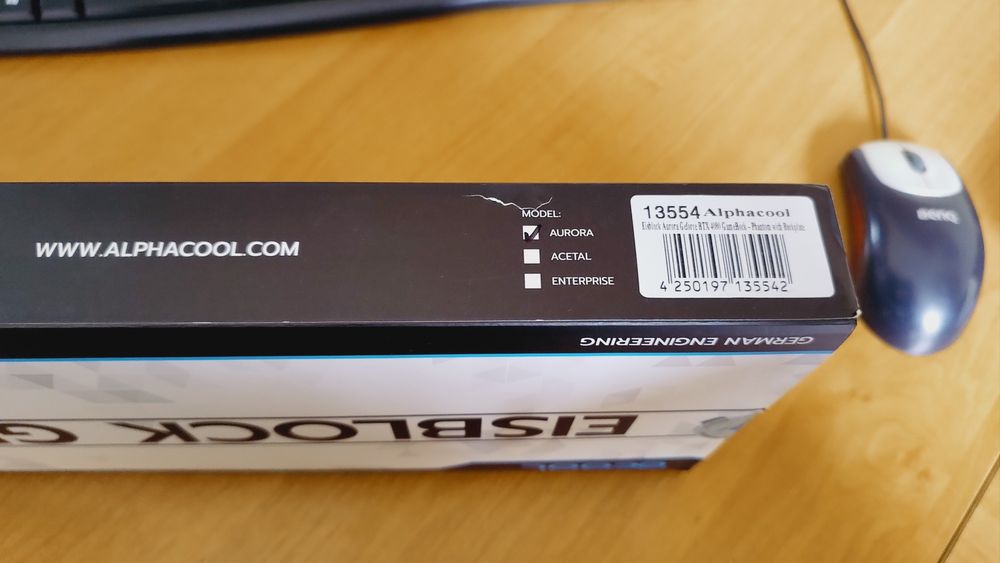 WWW.ALPHACOOL.COM
MODEL:
AURORA
ACETAL
ENTERPRISE
13554 Alphacool
Eisblock Aurora Geforce RTX 4080 GameRock - Phantom with Backplate
4 250197 135542
BenQ
GERMAN ENGINEERING
EISBLOCK G